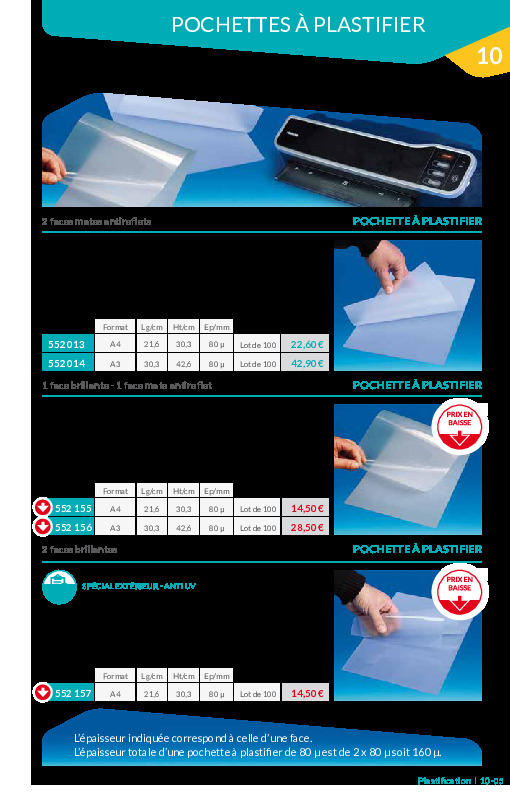 POCHETTES À PLASTIFIER
10
2 faces mates antireflets POCHETTE À PLASTIFIER
Format Lg/cm Ht/cm Ep/mm
552 013 A4 21,6 30,3 80 µ Lot de 100 22,60 €
552 014 A3 30,3 42,6 80 µ Lot de 100 42,90 €
1 face brillante - 1 face mate antireflet POCHETTE À PLASTIFIER
PRIX EN
BAISSE
Format Lg/cm Ht/cm Ep/mm
552 155 A4 21,6 30,3 80 µ Lot de 100 14,50 €
552 156 A3 30,3 42,6 80 µ Lot de 100 28,50 €
2 faces brillantes POCHETTE À PLASTIFIER
PRIX EN
BAISSE
SPÉCIAL EXTÉRIEUR - ANTI UV
Format Lg/cm Ht/cm Ep/mm
552 157 A4 21,6 30,3 80 µ Lot de 100 14,50 €
L'épaisseur indiquée correspond à celle d'une face.
L'épaisseur totale d'une pochette à plastifier de 80 µ est de 2 x 80 µ soit 160 µ.
Plastification | 10-05